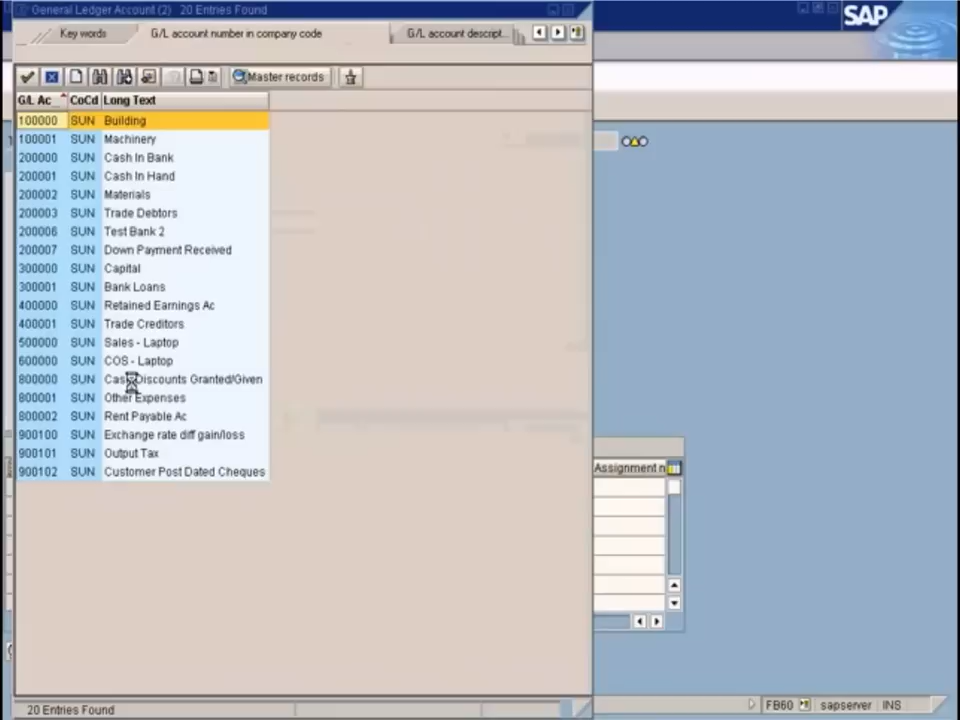 General Ledger Account (2) 20 Entries Found
SAP
Key words
G/L account number in company code
G/L account descript..
Master records
G/L Ac_ CoCd Long Text
100000 SUN Building
100001 SUN Machinery
200000 SUN Cash In Bank
200001 SUN Cash In Hand
200002 SUN Materials
200003 SUN Trade Debtors
200006 SUN Test Bank 2
200007 SUN Down Payment Received
300000 SUN Capital
300001 SUN Bank Loans
400000 SUN Retained Earnings Ac
400001 SUN Trade Creditors
500000 SUN Sales - Laptop
600000 SUN COS - Laptop
800000 SUN Cash Discounts Granted/Given
800001 SUN Other Expenses
800002 SUN Rent Payable Ac
900100 SUN Exchange rate diff gain/loss
900101 SUN Output Tax
900102 SUN Customer Post Dated Cheques
Assignment n
20 Entries Found
FB60 sapserver INS